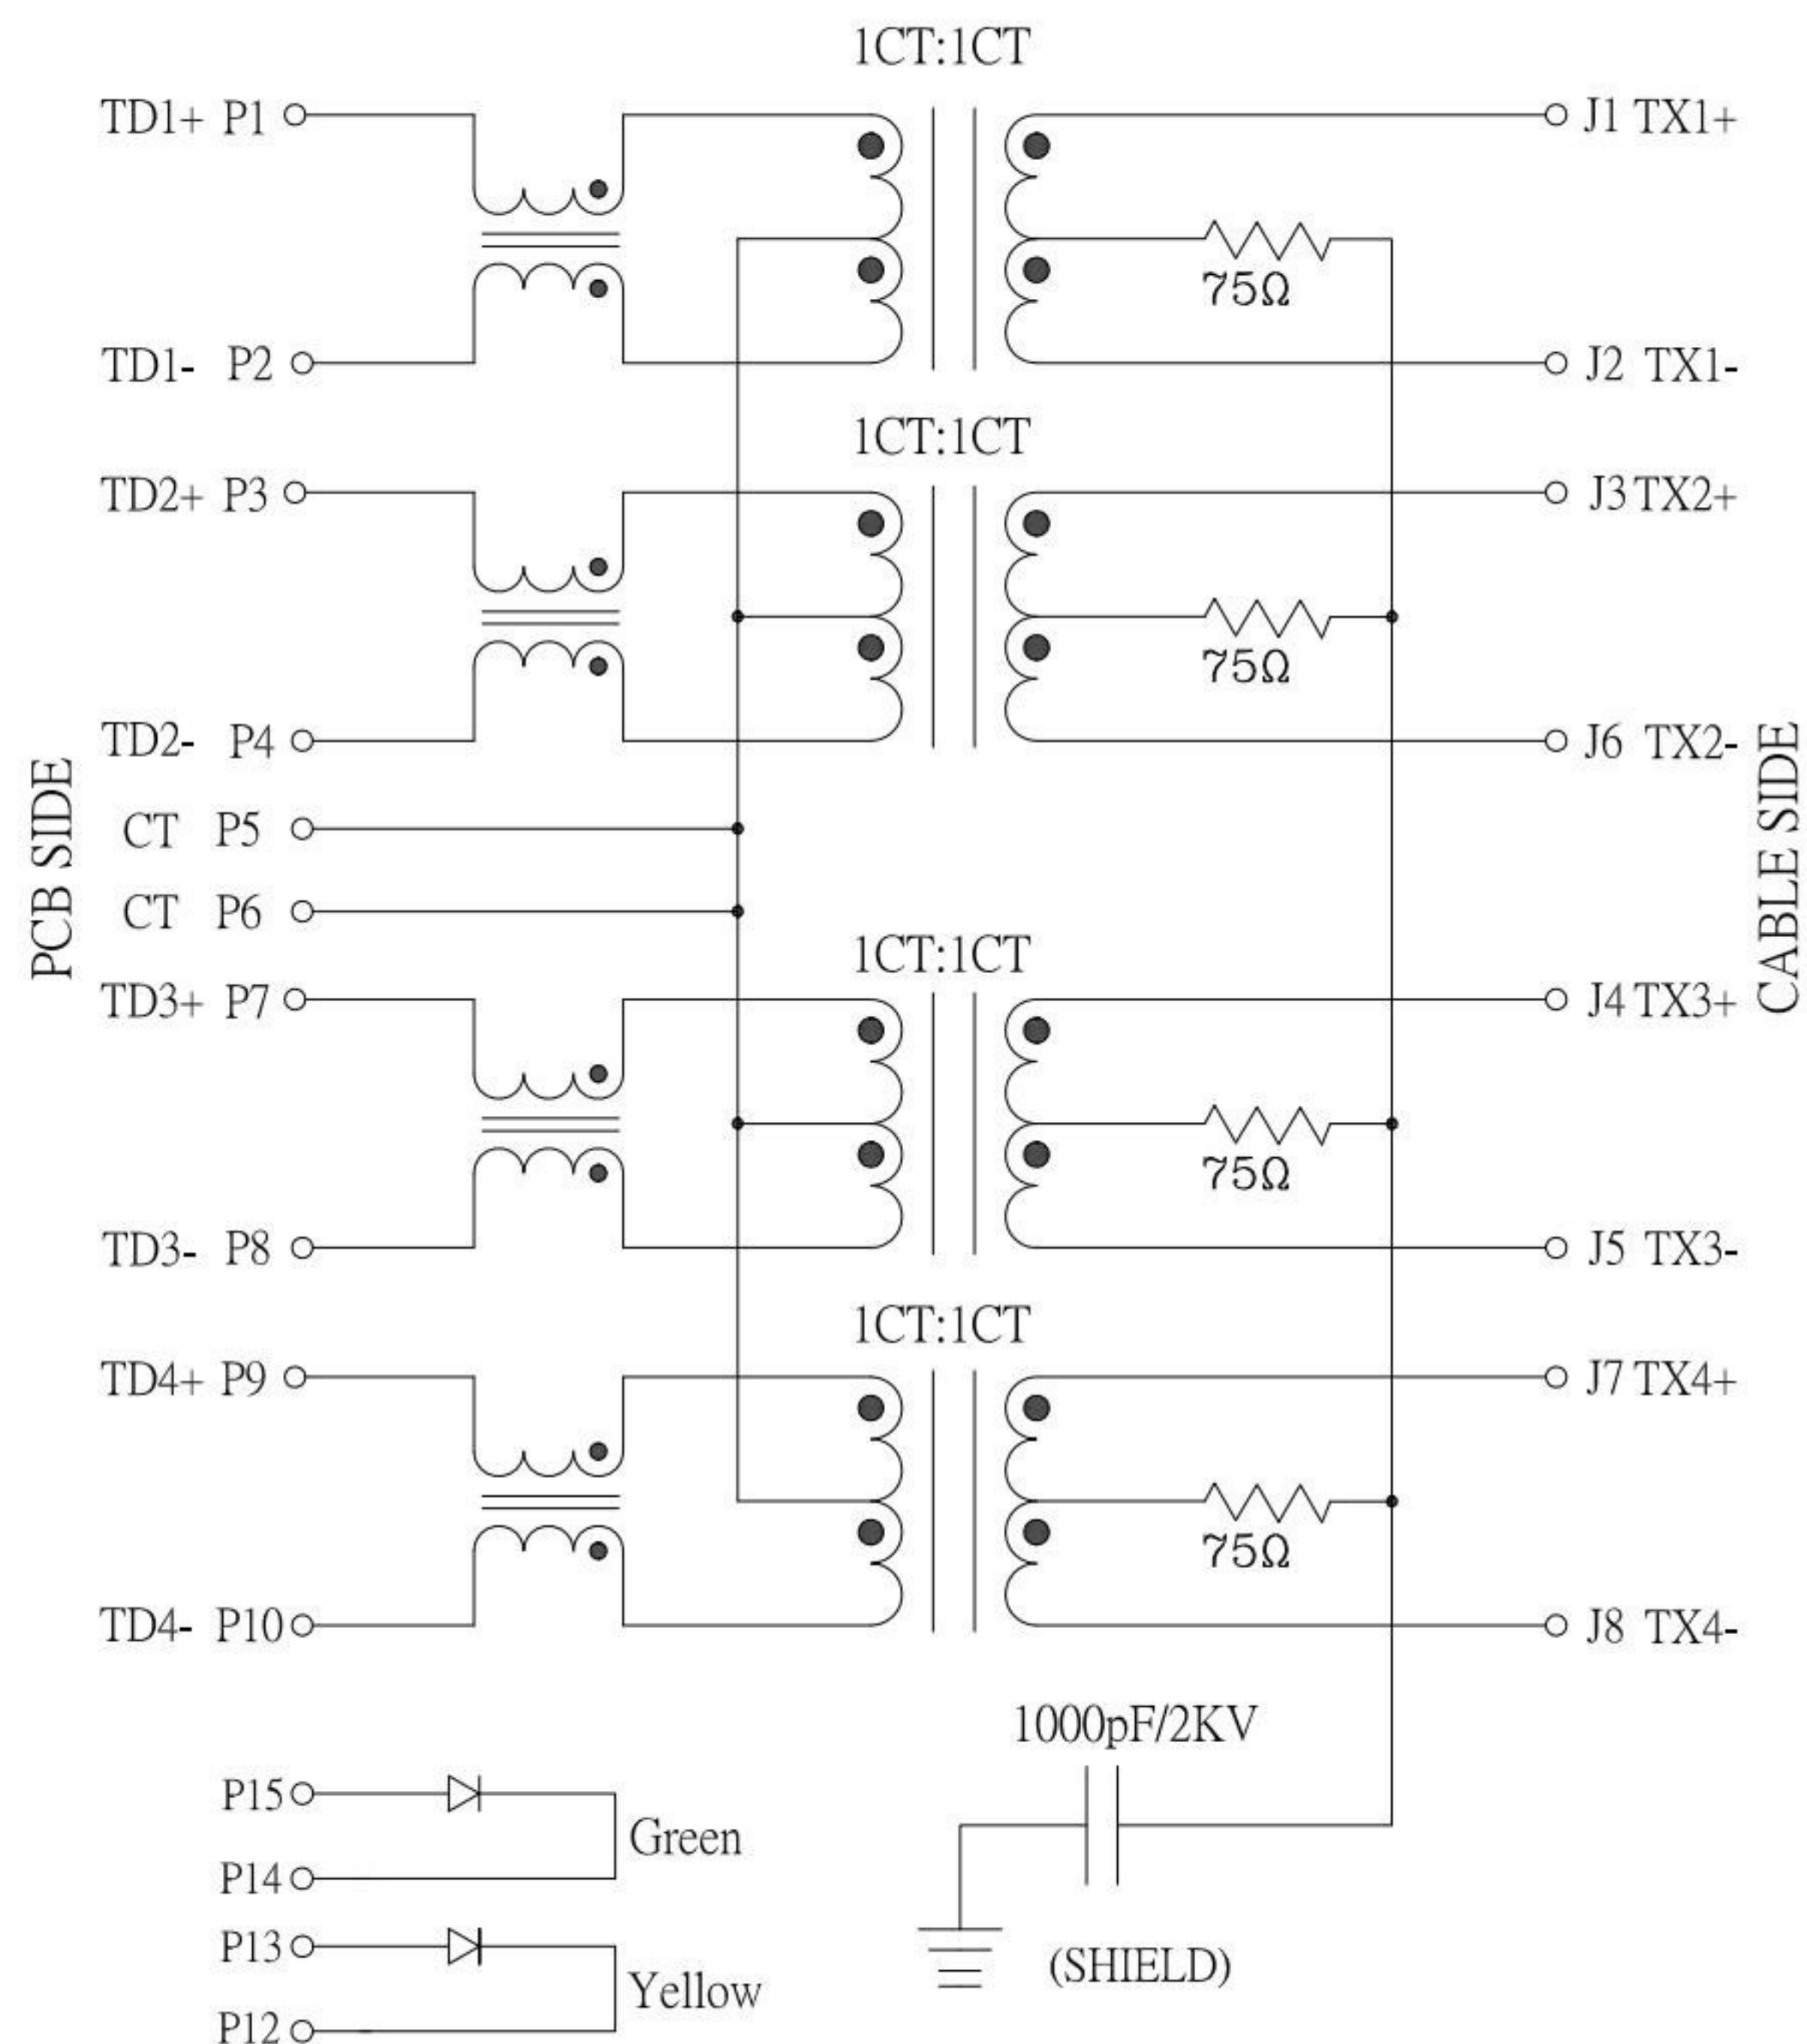 1CT:1CT
TD1+ P1
J1 TX1+
75Ω
TD1- P2
J2 TX1-
1CT:1CT
TD2+ P3
J3 TX2+
75Ω
TD2- P4
J6 TX2-
PCB SIDE
CABLE SIDE
CT P5
CT P6
1CT:1CT
TD3+ P7
J4 TX3+
75Ω
TD3- P8
J5 TX3-
1CT:1CT
TD4+ P9
J7 TX4+
75Ω
TD4- P10
J8 TX4-
1000pF/2KV
P15
Green
P14
P13
(SHIELD)
Yellow
P12